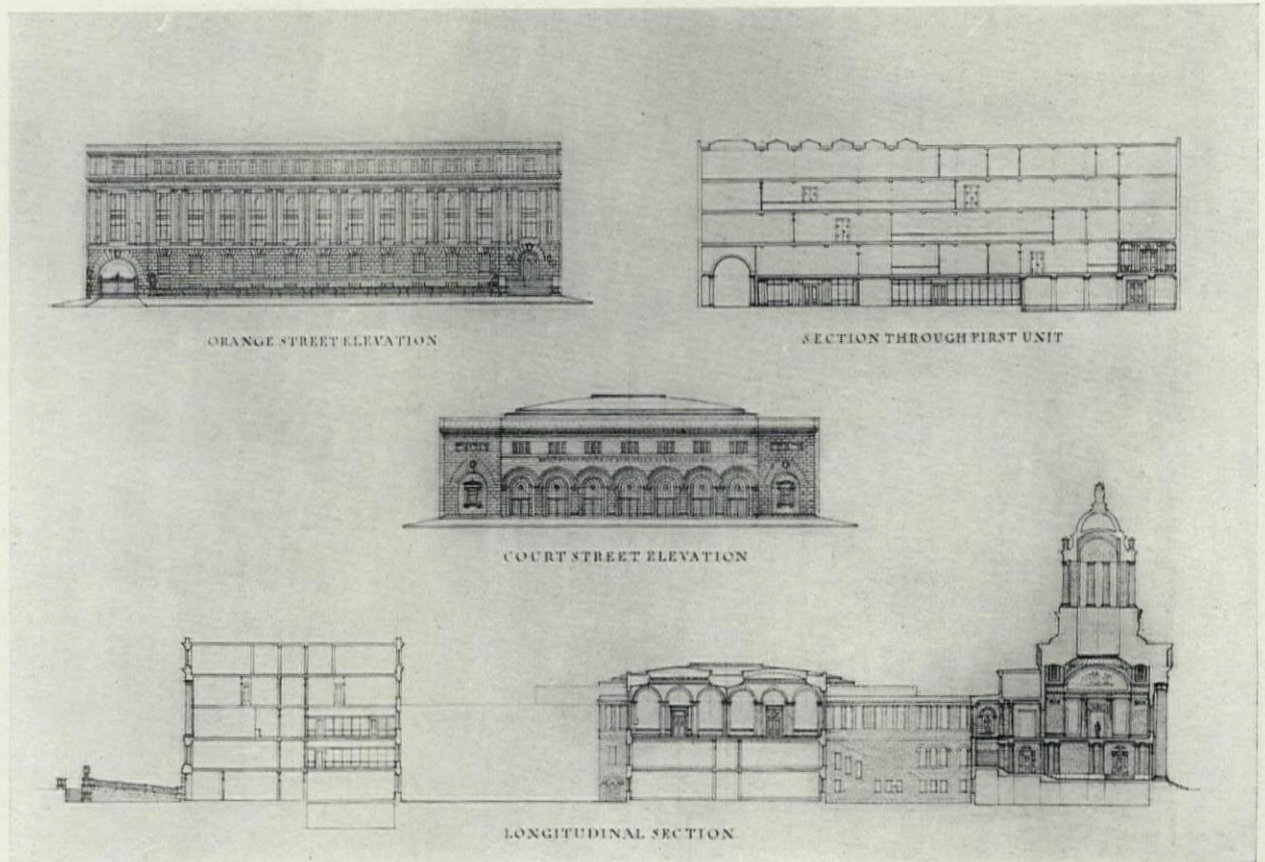 ORANGE STREET ELEVATION
SECTION THROUGH FIRST UNIT
COURT STREET ELEVATION
LONGITUDINAL SECTION